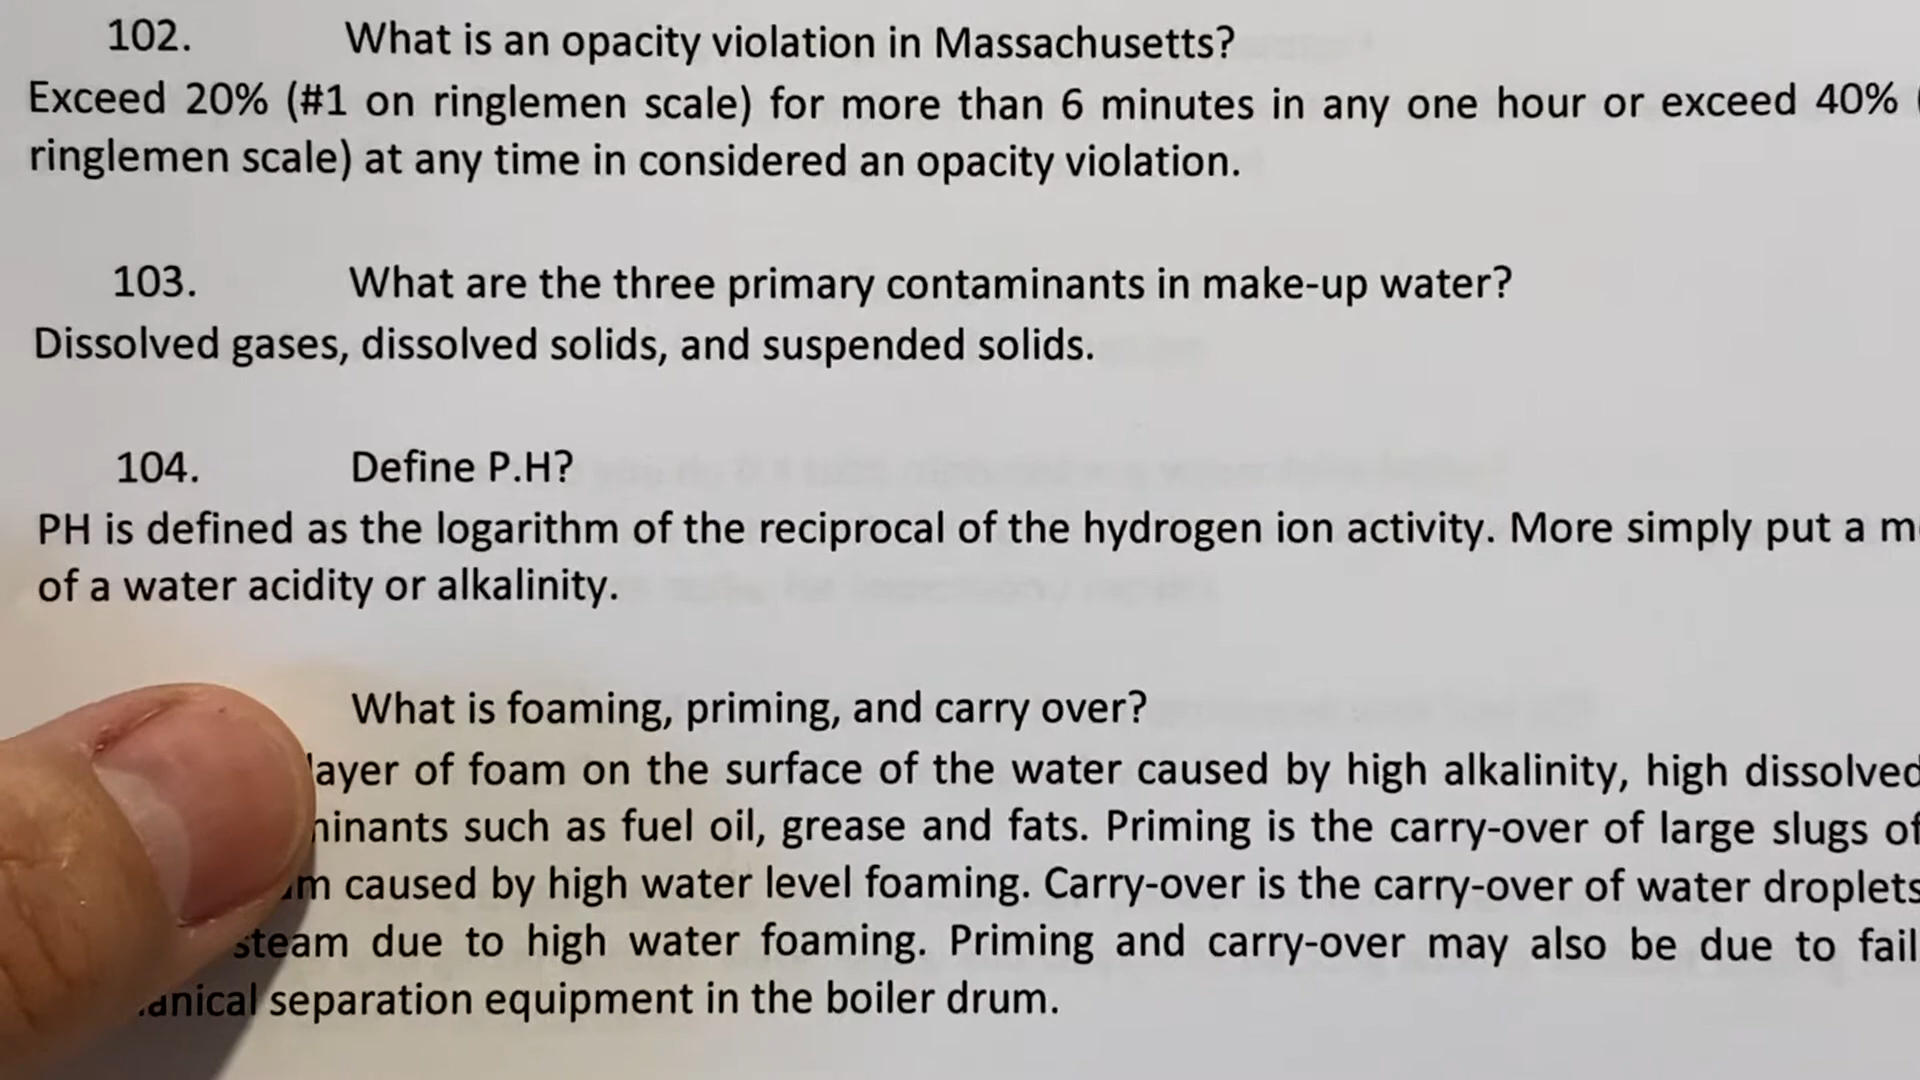 102. What is an opacity violation in Massachusetts?
Exceed 20% (#1 on ringlemen scale) for more than 6 minutes in any one hour or exceed 40%
ringlemen scale) at any time in considered an opacity violation.
103. What are the three primary contaminants in make-up water?
Dissolved gases, dissolved solids, and suspended solids.
104. Define P.H?
PH is defined as the logarithm of the reciprocal of the hydrogen ion activity. More simply put a
of a water acidity or alkalinity.
What is foaming, priming, and carry over?
layer of foam on the surface of the water caused by high alkalinity, high dissolved
such as fuel oil, grease and fats. Priming is the carry-over of large slugs of
caused by high water level foaming. Carry-over is the carry-over of water droplets
steam due to high water foaming. Priming and carry-over may also be due to fail
separation equipment in the boiler drum.